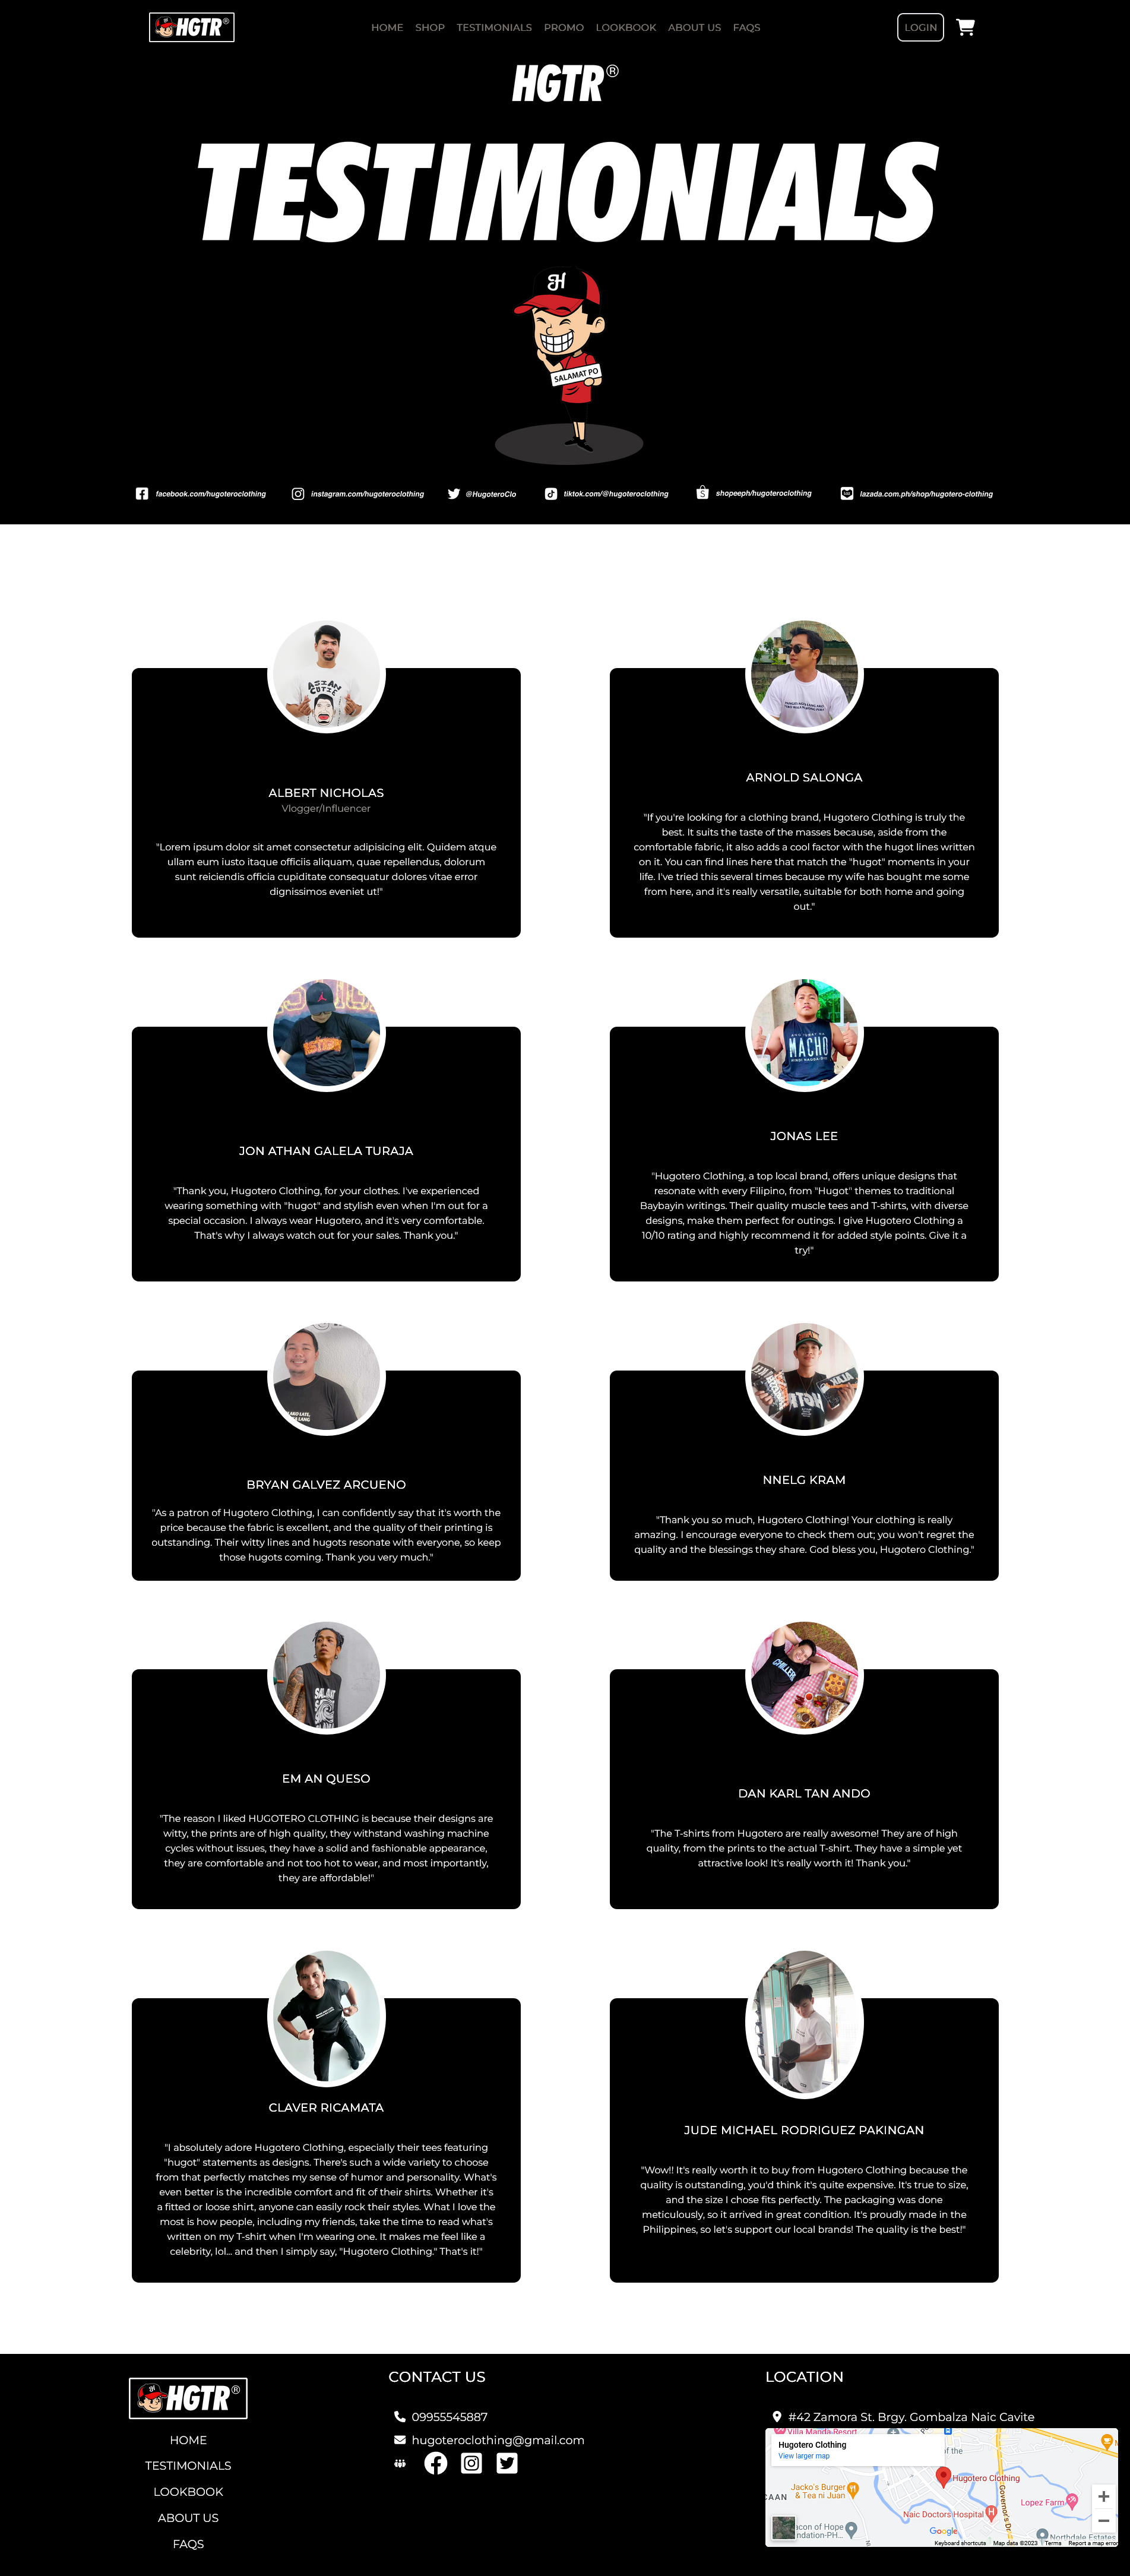 HGTR®
HOME SHOP TESTIMONIALS PROMO LOOKBOOK ABOUT US FAQS
LOGIN
HGTR®
TESTIMONIALS
H
SALAMAT PO
facebook.com/hugoteroclothing
instagram.com/hugoteroclothing
@HugoteroClo
tiktok.com/@hugoteroclothing
shopeeph/hugoteroclothing
lazada.com.ph/shop/hugotero-clothing
ASIAN
CUTIE
ALBERT NICHOLAS
Vlogger/Influencer
"Lorem ipsum dolor sit amet consectetur adipisicing elit. Quidem atque
ullam eum iusto itaque officiis aliquam, quae repellendus, dolorum
sunt reiciendis officia cupiditate consequatur dolores vitae error
dignissimos eveniet ut!"
ARNOLD SALONGA
"If you're looking for a clothing brand, Hugotero Clothing is truly the
best. It suits the taste of the masses because, aside from the
comfortable fabric, it also adds a cool factor with the hugot lines written
on it. You can find lines here that match the "hugot" moments in your
life. I've tried this several times because my wife has bought me some
from here, and it's really versatile, suitable for both home and going
out."
JON ATHAN GALELA TURAJA
"Thank you, Hugotero Clothing, for your clothes. I've experienced
wearing something with "hugot" and stylish even when I'm out for a
special occasion. I always wear Hugotero, and it's very comfortable.
That's why I always watch out for your sales. Thank you."
MACHO
JONAS LEE
"Hugotero Clothing, a top local brand, offers unique designs that
resonate with every Filipino, from "Hugot" themes to traditional
Baybayin writings. Their quality muscle tees and T-shirts, with diverse
designs, make them perfect for outings. I give Hugotero Clothing a
10/10 rating and highly recommend it for added style points. Give it a
try!"
BRYAN GALVEZ ARCUENO
"As a patron of Hugotero Clothing, I can confidently say that it's worth the
price because the fabric is excellent, and the quality of their printing is
outstanding. Their witty lines and hugots resonate with everyone, so keep
those hugots coming. Thank you very much."
NNELG KRAM
"Thank you so much, Hugotero Clothing! Your clothing is really
amazing. I encourage everyone to check them out; you won't regret the
quality and the blessings they share. God bless you, Hugotero Clothing."
EM AN QUESO
"The reason I liked HUGOTERO CLOTHING is because their designs are
witty, the prints are of high quality, they withstand washing machine
cycles without issues, they have a solid and fashionable appearance,
they are comfortable and not too hot to wear, and most importantly,
they are affordable!"
CHILLER
DAN KARL TAN ANDO
"The T-shirts from Hugotero are really awesome! They are of high
quality, from the prints to the actual T-shirt. They have a simple yet
attractive look! It's really worth it! Thank you."
CLAVER RICAMATA
"I absolutely adore Hugotero Clothing, especially their tees featuring
"hugot" statements as designs. There's such a wide variety to choose
from that perfectly matches my sense of humor and personality. What's
even better is the incredible comfort and fit of their shirts. Whether it's
a fitted or loose shirt, anyone can easily rock their styles. What I love the
most is how people, including my friends, take the time to read what's
written on my T-shirt when I'm wearing one. It makes me feel like a
celebrity, lol... and then I simply say, "Hugotero Clothing." That's it!"
JUDE MICHAEL RODRIGUEZ PAKINGAN
"Wow!! It's really worth it to buy from Hugotero Clothing because the
quality is outstanding, you'd think it's quite expensive. It's true to size,
and the size I chose fits perfectly. The packaging was done
meticulously, so it arrived in great condition. It's proudly made in the
Philippines, so let's support our local brands! The quality is the best!"
HGTR®
HOME
TESTIMONIALS
LOOKBOOK
ABOUT US
FAQS
CONTACT US
09955545887
hugoteroclothing@gmail.com
LOCATION
#42 Zamora St. Brgy. Gombalza Naic Cavite
Villa Manda Resort
Hugotero Clothing
View larger map
of the
Hugotero Clothing
Jacko's Burger
& Tea ni Juan
CAAN
Lopez Farm
Naic Doctors Hospital
Governor's Dr
acon of Hope
ndation-PH...
Google
Northdale Estates
Keyboard shortcuts Map data ©2023 Terms Report a map error